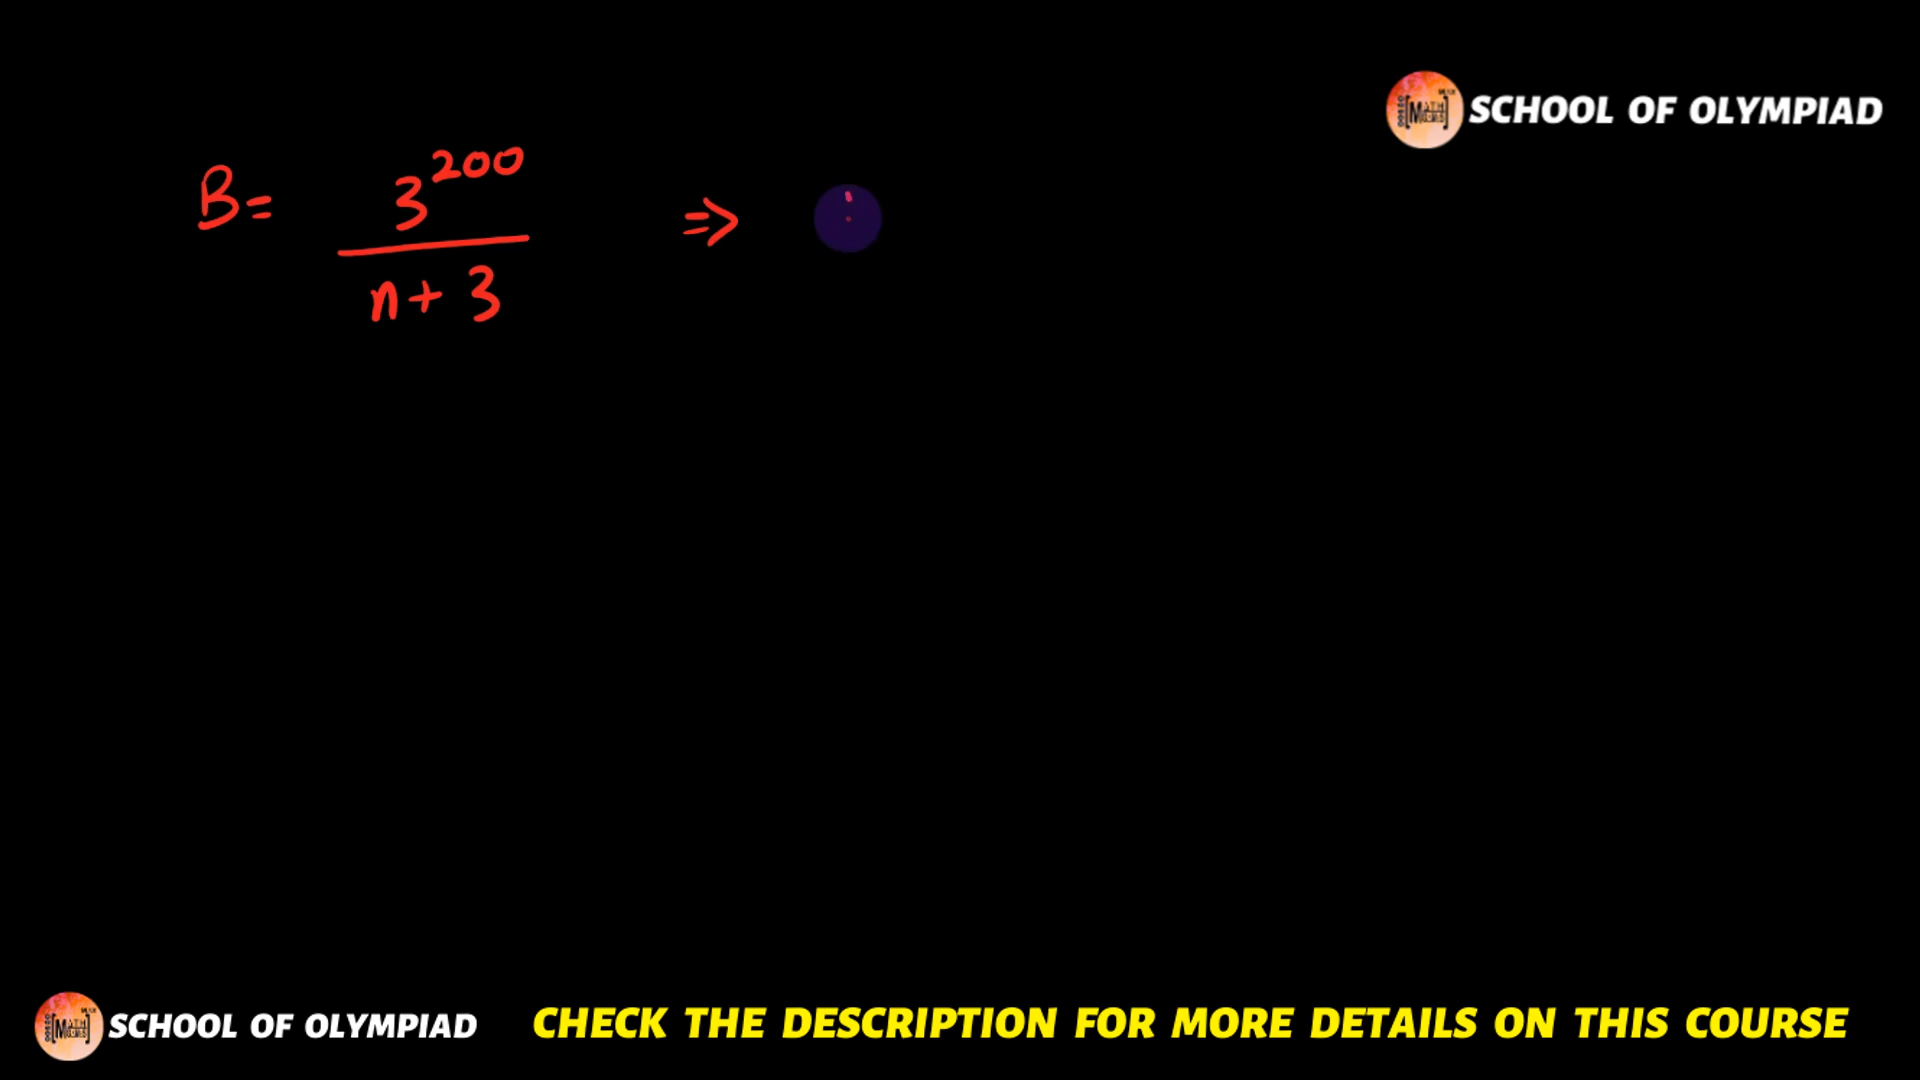 SCHOOL OF OLYMPIAD
B= 3^200 / n+3 ⇒
SCHOOL OF OLYMPIAD
CHECK THE DESCRIPTION FOR MORE DETAILS ON THIS COURSE